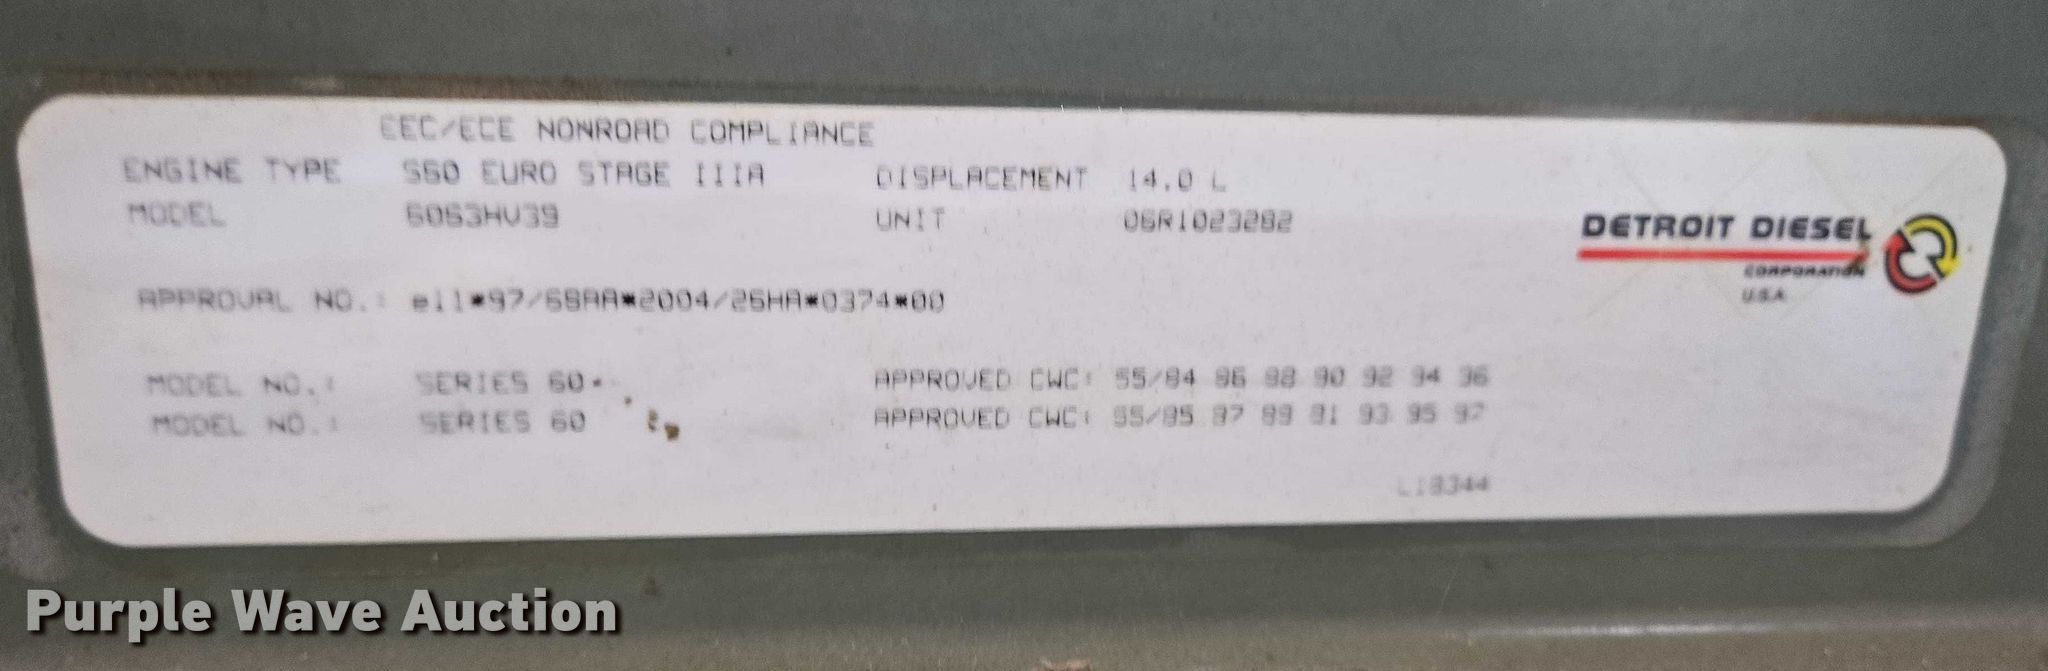 EEC/ECE NONROAD COMPLIANCE
ENGINE TYPE S60 EURO STAGE IIIA DISPLACEMENT 14.0 L
MODEL 6063HV39 UNIT 06R1023282
DETROIT DIESEL
CORPORATION
U.S.A
APPROVAL NO.: e11*97/68AA*2004/26HA*0374*00
MODEL NO.: SERIES 60 APPROVED CWC: 55/84 86 88 90 92 94 96
MODEL NO.: SERIES 60 APPROVED CWC: 55/85 87 89 91 93 95 97
L18344
Purple Wave Auction